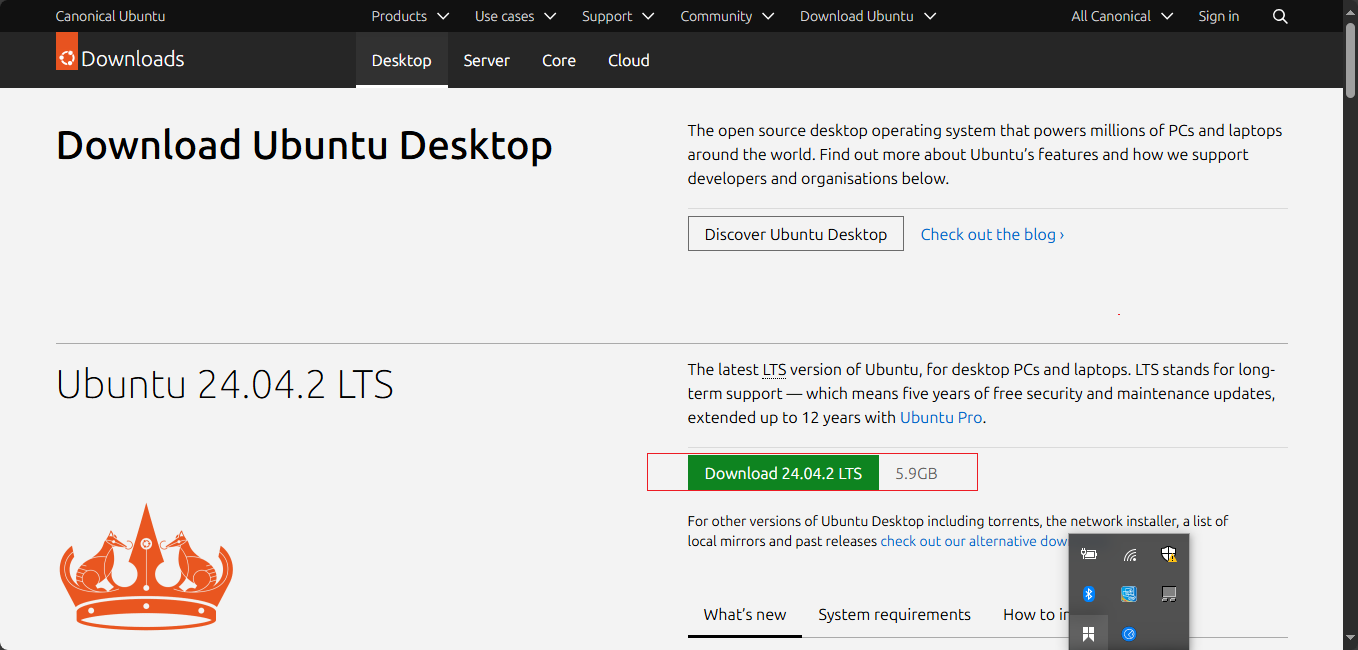 Canonical Ubuntu
Products
Use cases
Support
Community
Download Ubuntu
All Canonical
Sign in
Downloads
Desktop
Server
Core
Cloud
Download Ubuntu Desktop
The open source desktop operating system that powers millions of PCs and laptops
around the world. Find out more about Ubuntu's features and how we support
developers and organisations below.
Discover Ubuntu Desktop
Check out the blog ›
Ubuntu 24.04.2 LTS
The latest LTS version of Ubuntu, for desktop PCs and laptops. LTS stands for long-
term support — which means five years of free security and maintenance updates,
extended up to 12 years with Ubuntu Pro.
Download 24.04.2 LTS
5.9GB
For other versions of Ubuntu Desktop including torrents, the network installer, a list of
local mirrors and past releases check out our alternative
What's new
System requirements
How to